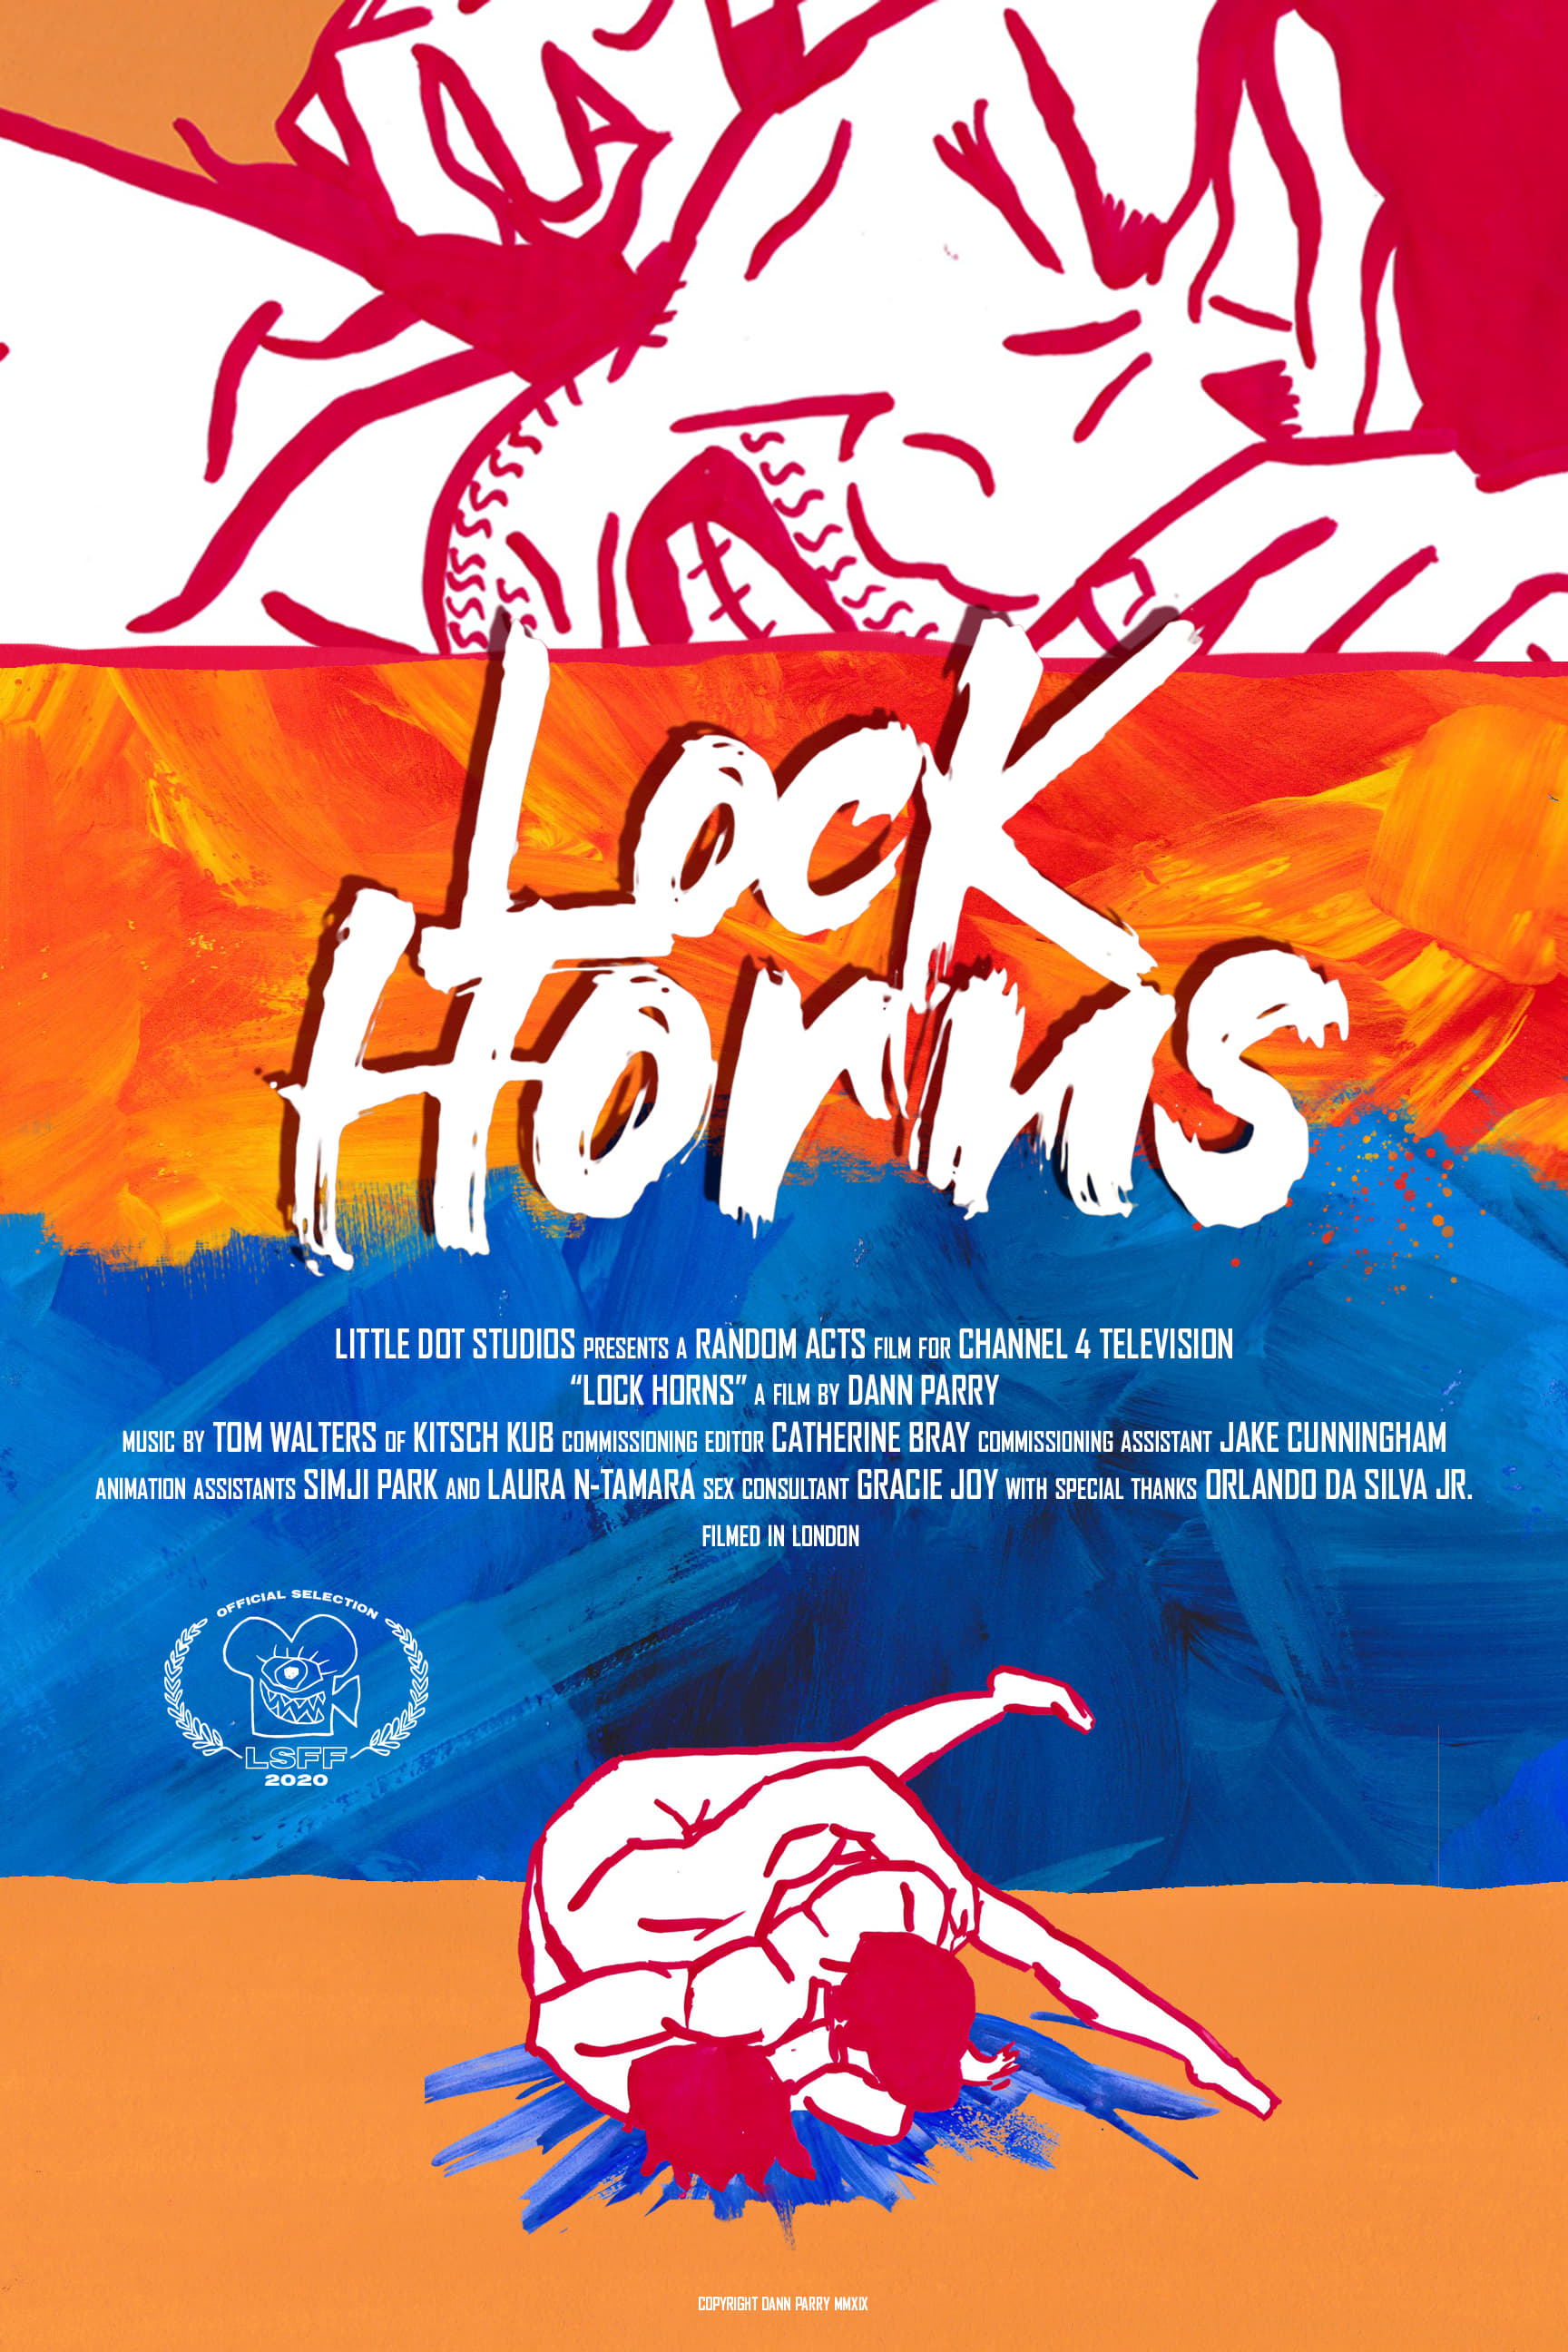 Lock
Horns
LITTLE DOT STUDIOS PRESENTS A RANDOM ACTS FILM FOR CHANNEL 4 TELEVISION
“LOCK HORNS” A FILM BY DANN PARRY
MUSIC BY TOM WALTERS OF KITSCH KUB COMMISSIONING EDITOR CATHERINE BRAY COMMISSIONING ASSISTANT JAKE CUNNINGHAM
ANIMATION ASSISTANTS SIMJI PARK AND LAURA N-TAMARA SEX CONSULTANT GRACIE JOY WITH SPECIAL THANKS ORLANDO DA SILVA JR.
FILMED IN LONDON
OFFICIAL SELECTION
LSFF
2020
COPYRIGHT DANN PARRY MMXIX